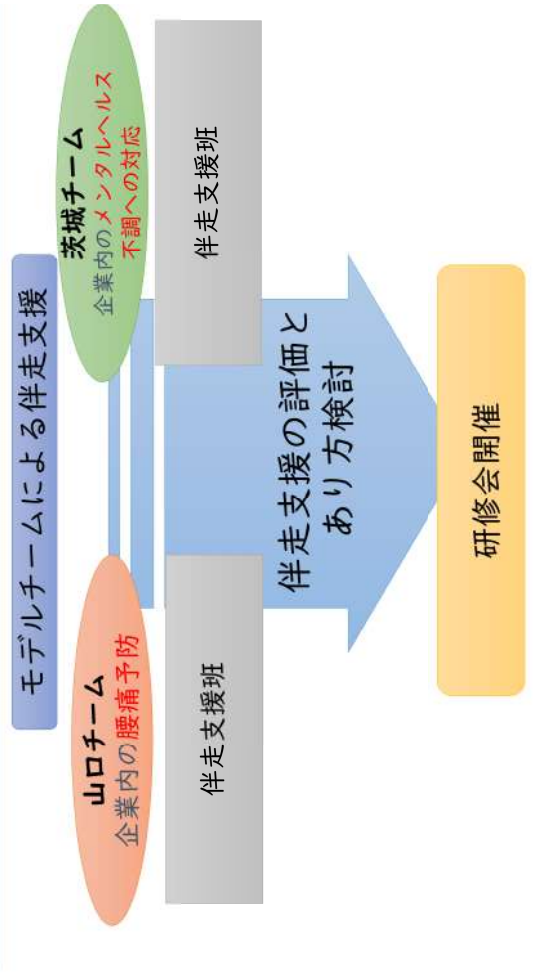 モデルチームによる伴走支援
山口チーム
企業内の腰痛予防
茨城チーム
企業内のメンタルヘルス
不調への対応
伴走支援班
伴走支援班
伴走支援の評価と
あり方検討
研修会開催